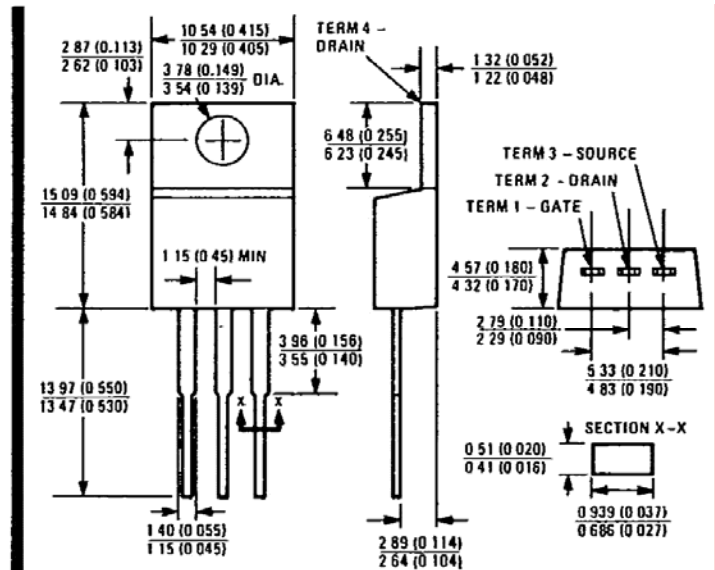 10 54 (0 415)
10 29 (0 405)
2 87 (0.113)
2 62 (0 103)
3 78 (0.149)
3 54 (0 139)
DIA.
15 09 (0 594)
14 84 (0 584)
1 15 (0 45) MIN
3 96 (0 156)
3 55 (0 140)
13 97 (0 550)
13 47 (0 530)
X
X
1 40 (0 055)
1 15 (0 045)
TERM 4 -
DRAIN
1 32 (0 052)
1 22 (0 048)
6 48 (0 255)
6 23 (0 245)
2 89 (0 114)
2 64 (0 104)
TERM 3 - SOURCE
TERM 2 - DRAIN
TERM 1 - GATE
4 57 (0 180)
4 32 (0 170)
2 79 (0 110)
2 29 (0 090)
5 33 (0 210)
4 83 (0 190)
SECTION X-X
0 51 (0 020)
0 41 (0 016)
0 939 (0 037)
0 686 (0 027)